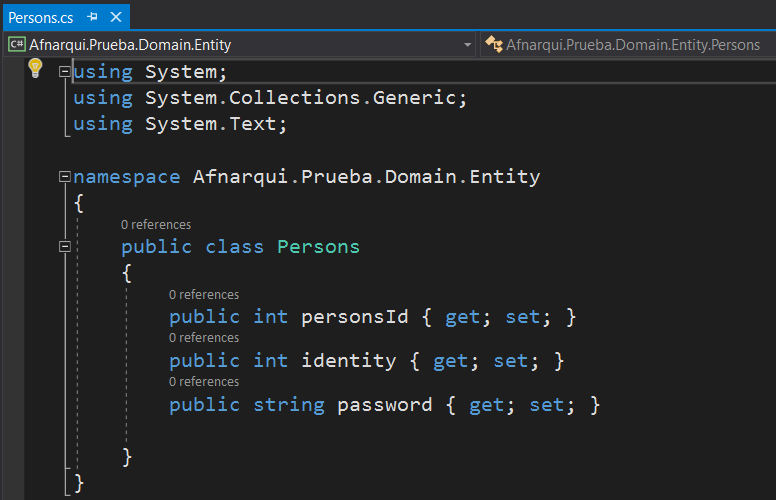 Persons.cs
C# Afnarqui.Prueba.Domain.Entity Afnarqui.Prueba.Domain.Entity.Persons
using System;
using System.Collections.Generic;
using System.Text;
namespace Afnarqui.Prueba.Domain.Entity
{
0 references
public class Persons
{
0 references
public int personsId { get; set; }
0 references
public int identity { get; set; }
0 references
public string password { get; set; }
}
}